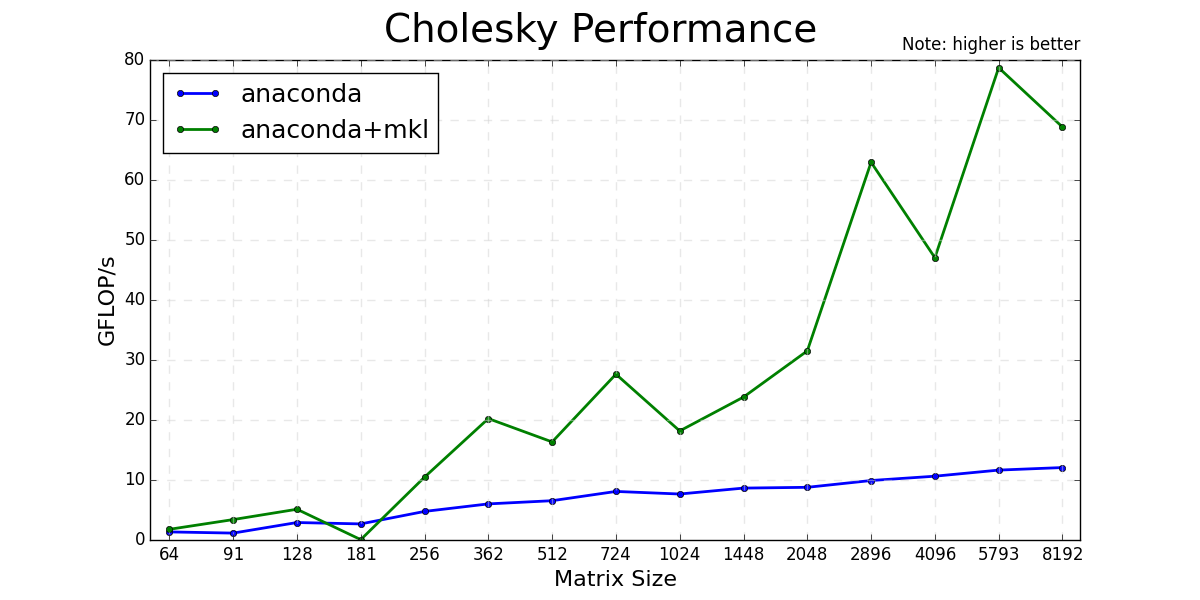 Cholesky Performance
Note: higher is better
anaconda
anaconda+mkl
80
70
60
50
40
30
20
10
0
GFLOP/s
64 91 128 181 256 362 512 724 1024 1448 2048 2896 4096 5793 8192
Matrix Size